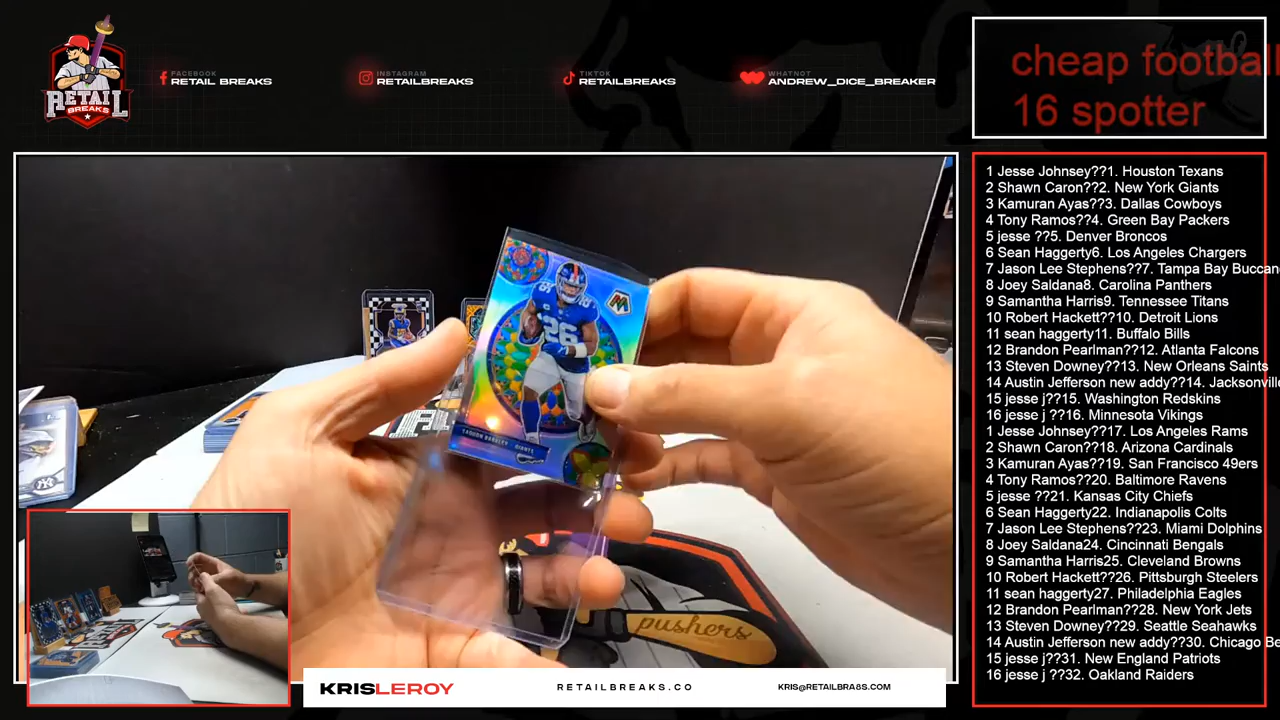 RETAIL
BREAKS
FACEBOOK
RETAIL BREAKS
INSTAGRAM
RETAILBREAKS
TIKTOK
RETAILBREAKS
WHATNOT
ANDREW_DICE_BREAKER
cheap football
16 spotter
1 Jesse Johnsey??1. Houston Texans
2 Shawn Caron??2. New York Giants
3 Kamuran Ayas??3. Dallas Cowboys
4 Tony Ramos??4. Green Bay Packers
5 jesse ??5. Denver Broncos
6 Sean Haggerty6. Los Angeles Chargers
7 Jason Lee Stephens??7. Tampa Bay Buccan
8 Joey Saldana8. Carolina Panthers
9 Samantha Harris9. Tennessee Titans
10 Robert Hackett??10. Detroit Lions
11 sean haggerty11. Buffalo Bills
12 Brandon Pearlman??12. Atlanta Falcons
13 Steven Downey??13. New Orleans Saints
14 Austin Jefferson new addy??14. Jacksonvill
15 jesse j??15. Washington Redskins
16 jesse j ??16. Minnesota Vikings
1 Jesse Johnsey??17. Los Angeles Rams
2 Shawn Caron??18. Arizona Cardinals
3 Kamuran Ayas??19. San Francisco 49ers
4 Tony Ramos??20. Baltimore Ravens
5 jesse ??21. Kansas City Chiefs
6 Sean Haggerty22. Indianapolis Colts
7 Jason Lee Stephens??23. Miami Dolphins
8 Joey Saldana24. Cincinnati Bengals
9 Samantha Harris25. Cleveland Browns
10 Robert Hackett??26. Pittsburgh Steelers
11 sean haggerty27. Philadelphia Eagles
12 Brandon Pearlman??28. New York Jets
13 Steven Downey??29. Seattle Seahawks
14 Austin Jefferson new addy??30. Chicago Be
15 jesse j??31. New England Patriots
16 jesse j ??32. Oakland Raiders
26
SAQUON BARKLEY GIANTS
pushers
KRISLEROY
RETAILBREAKS.CO
KRIS@RETAILBRA8S.COM